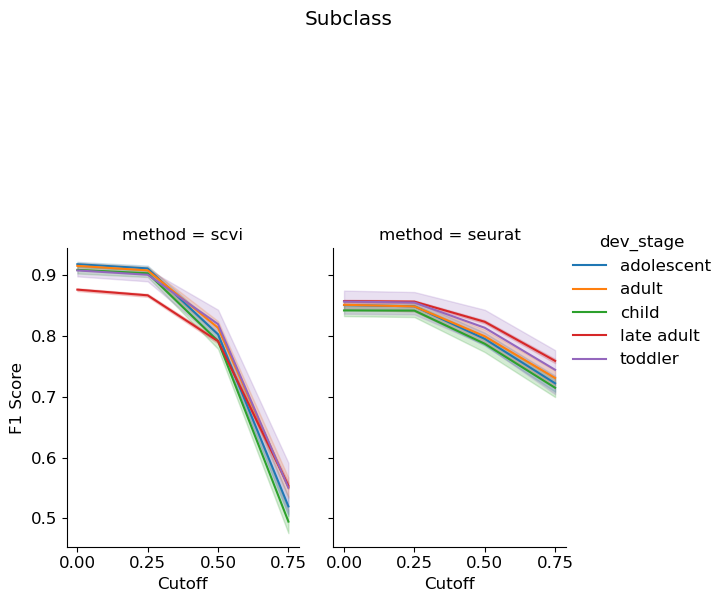 Subclass
method = scvi
method = seurat
dev_stage
adolescent
adult
child
late adult
toddler
F1 Score
0.9
0.8
0.7
0.6
0.5
0.00 0.25 0.50 0.75
0.00 0.25 0.50 0.75
Cutoff
Cutoff